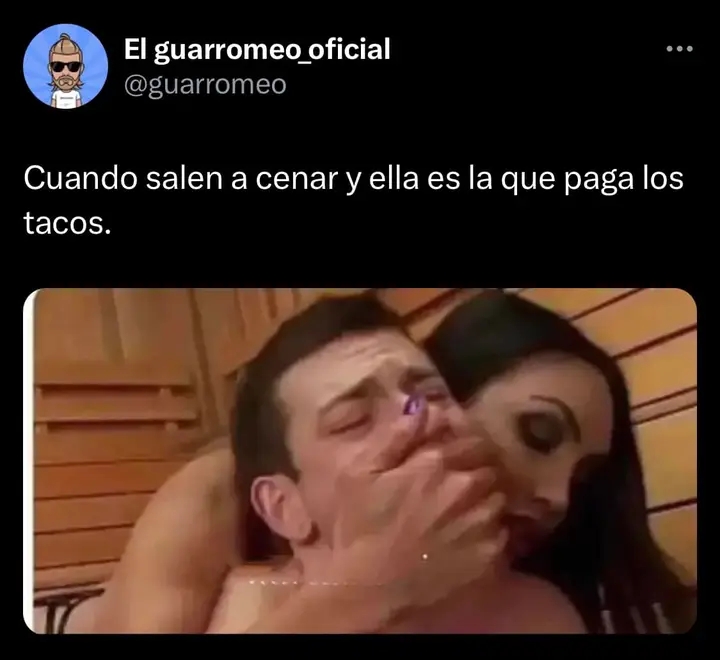 El guarromeo_oficial
@guarromeo
Cuando salen a cenar y ella es la que paga los
tacos.